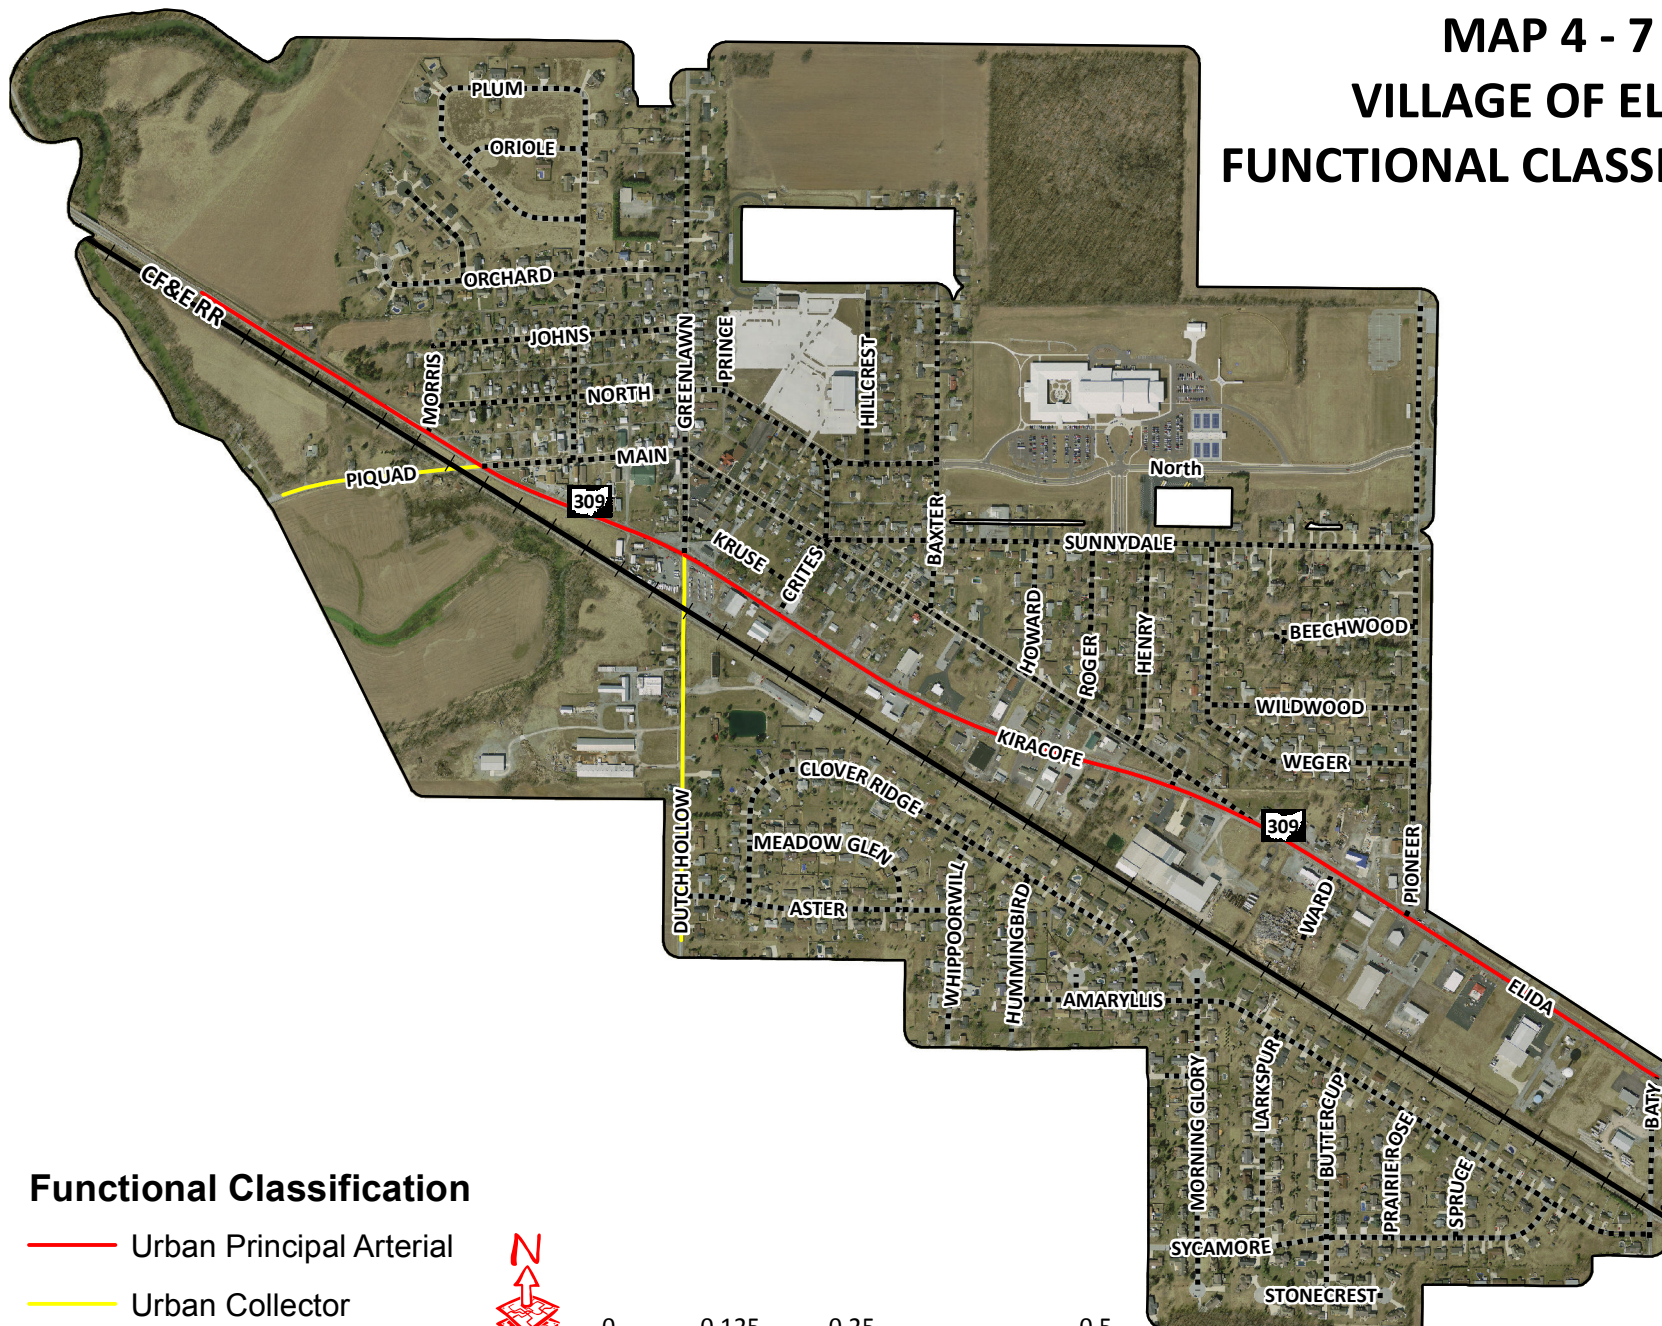 MAP 4 - 7
VILLAGE OF EL
FUNCTIONAL CLASSI
PLUM
ORIOLE
ORCHARD
CF&E RR
JOHNS
MORRIS
NORTH
GREENLAWN
PRINCE
HILLCREST
MAIN
PIQUAD
309
North
KRUSE
CRITES
BAXTER
SUNNYDALE
HOWARD
ROGER
HENRY
BEECHWOOD
WILDWOOD
WEGER
KIRACOFE
CLOVER RIDGE
MEADOW GLEN
DUTCH HOLLOW
ASTER
WHIPPOORWILL
HUMMINGBIRD
309
WARD
PIONEER
ELIDA
AMARYLLIS
MORNING GLORY
LARKSPUR
BUTTERCUP
PRAIRIE ROSE
SPRUCE
BATY
SYCAMORE
STONECREST
Functional Classification
Urban Principal Arterial
Urban Collector
N
0 0.125 0.25 0.5